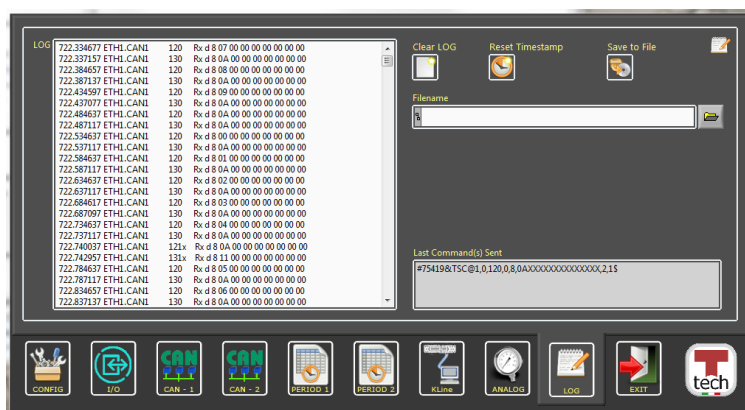 LOG
722.334677 ETH1.CAN1 120 Rx d 8 07 00 00 00 00 00 00 00
722.337157 ETH1.CAN1 130 Rx d 8 0A 00 00 00 00 00 00 00
722.384657 ETH1.CAN1 120 Rx d 8 08 00 00 00 00 00 00 00
722.387137 ETH1.CAN1 130 Rx d 8 0A 00 00 00 00 00 00 00
722.434597 ETH1.CAN1 120 Rx d 8 09 00 00 00 00 00 00 00
722.437077 ETH1.CAN1 130 Rx d 8 0A 00 00 00 00 00 00 00
722.484637 ETH1.CAN1 120 Rx d 8 0A 00 00 00 00 00 00 00
722.487117 ETH1.CAN1 130 Rx d 8 0A 00 00 00 00 00 00 00
722.534637 ETH1.CAN1 120 Rx d 8 00 00 00 00 00 00 00 00
722.537117 ETH1.CAN1 130 Rx d 8 0A 00 00 00 00 00 00 00
722.584637 ETH1.CAN1 120 Rx d 8 01 00 00 00 00 00 00 00
722.587117 ETH1.CAN1 130 Rx d 8 0A 00 00 00 00 00 00 00
722.634637 ETH1.CAN1 120 Rx d 8 02 00 00 00 00 00 00 00
722.637117 ETH1.CAN1 130 Rx d 8 0A 00 00 00 00 00 00 00
722.684617 ETH1.CAN1 120 Rx d 8 03 00 00 00 00 00 00 00
722.687097 ETH1.CAN1 130 Rx d 8 0A 00 00 00 00 00 00 00
722.734637 ETH1.CAN1 120 Rx d 8 04 00 00 00 00 00 00 00
722.737117 ETH1.CAN1 130 Rx d 8 0A 00 00 00 00 00 00 00
722.740037 ETH1.CAN1 121x Rx d 8 0A 00 00 00 00 00 00 00
722.742957 ETH1.CAN1 131x Rx d 8 11 00 00 00 00 00 00 00
722.784637 ETH1.CAN1 120 Rx d 8 05 00 00 00 00 00 00 00
722.787117 ETH1.CAN1 130 Rx d 8 0A 00 00 00 00 00 00 00
722.834657 ETH1.CAN1 120 Rx d 8 06 00 00 00 00 00 00 00
722.837137 ETH1.CAN1 130 Rx d 8 0A 00 00 00 00 00 00 00
Clear LOG Reset Timestamp Save to File
Filename
Last Command(s) Sent
#75419&TSC@1,0,120,0,8,0AXXXXXXXXXXXXXX,2,1$
CONFIG I/O CAN CAN - 1 CAN CAN - 2 PERIOD 1 PERIOD 2 KLine ANALOG LOG EXIT
tech